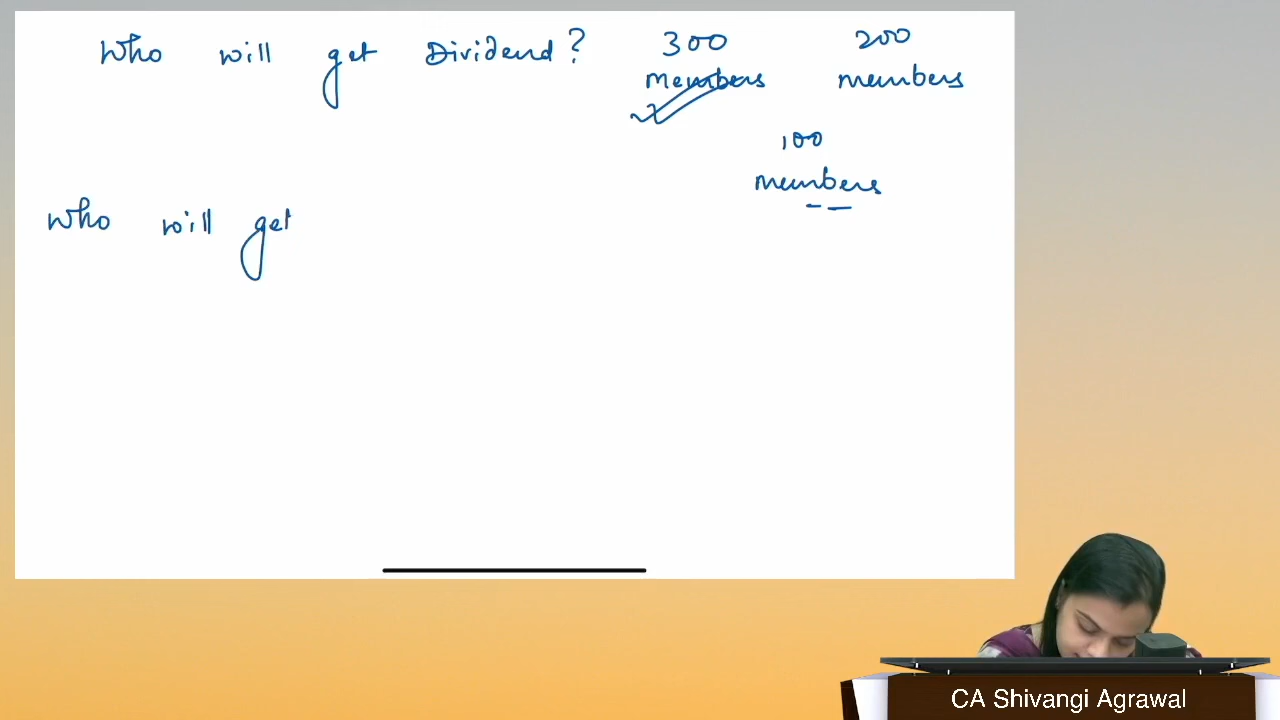 Who will get Dividend? 300 members 200 members
100 members
Who will get
CA Shivangi Agrawal